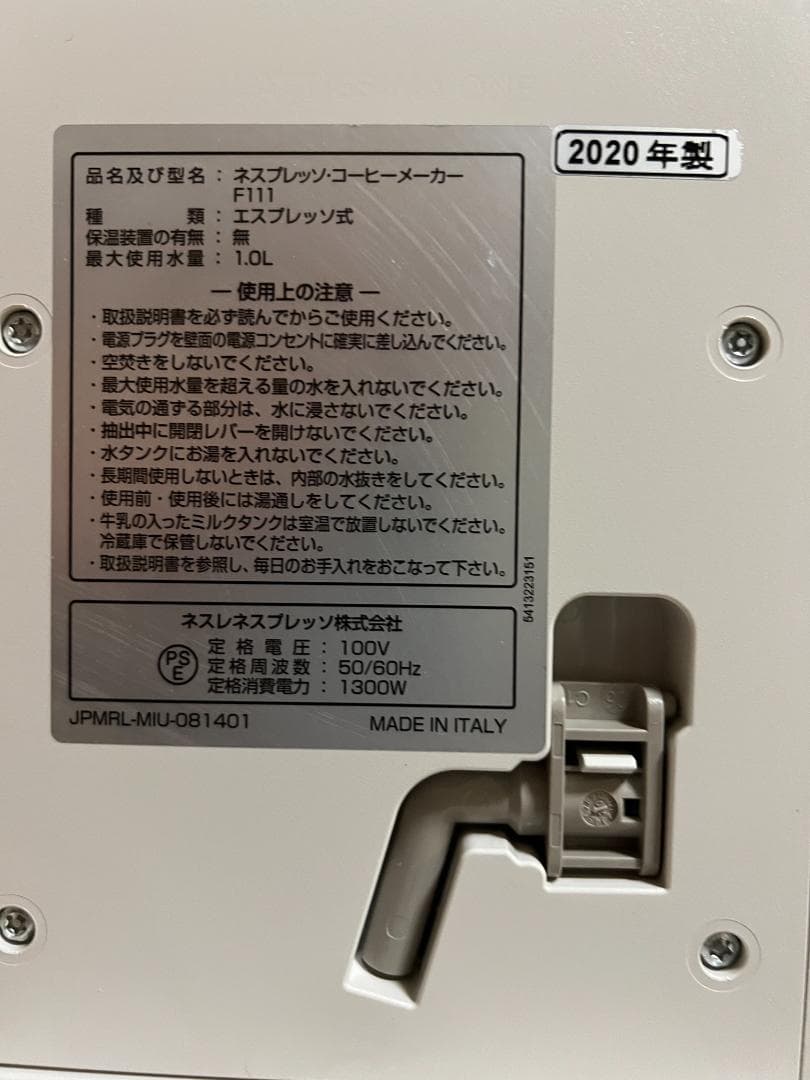 2020年製
品名及び型名：ネスプレッソ・コーヒーメーカー
F111
種類：エスプレッソ式
保温装置の有無：無
最大使用水量：1.0L
― 使用上の注意 ―
・取扱説明書を必ず読んでからご使用ください。
・電源プラグを壁面の電源コンセントに確実に差し込んでください。
・空焚きをしないでください。
・最大使用水量を超える量の水を入れないでください。
・電気の通ずる部分は、水に浸さないでください。
・抽出中に開閉レバーを開けないでください。
・水タンクにお湯を入れないでください。
・長期間使用しないときは、内部の水抜きをしてください。
・使用前・使用後には湯通しをしてください。
・牛乳の入ったミルクタンクは室温で放置しないでください。
冷蔵庫で保管しないでください。
・取扱説明書を参照し、毎日のお手入れをおこなって下さい。
5413223151
ネスレネスプレッソ株式会社
PSE
定格電圧：100V
定格周波数：50/60Hz
定格消費電力：1300W
JPMRL-MIU-081401
MADE IN ITALY